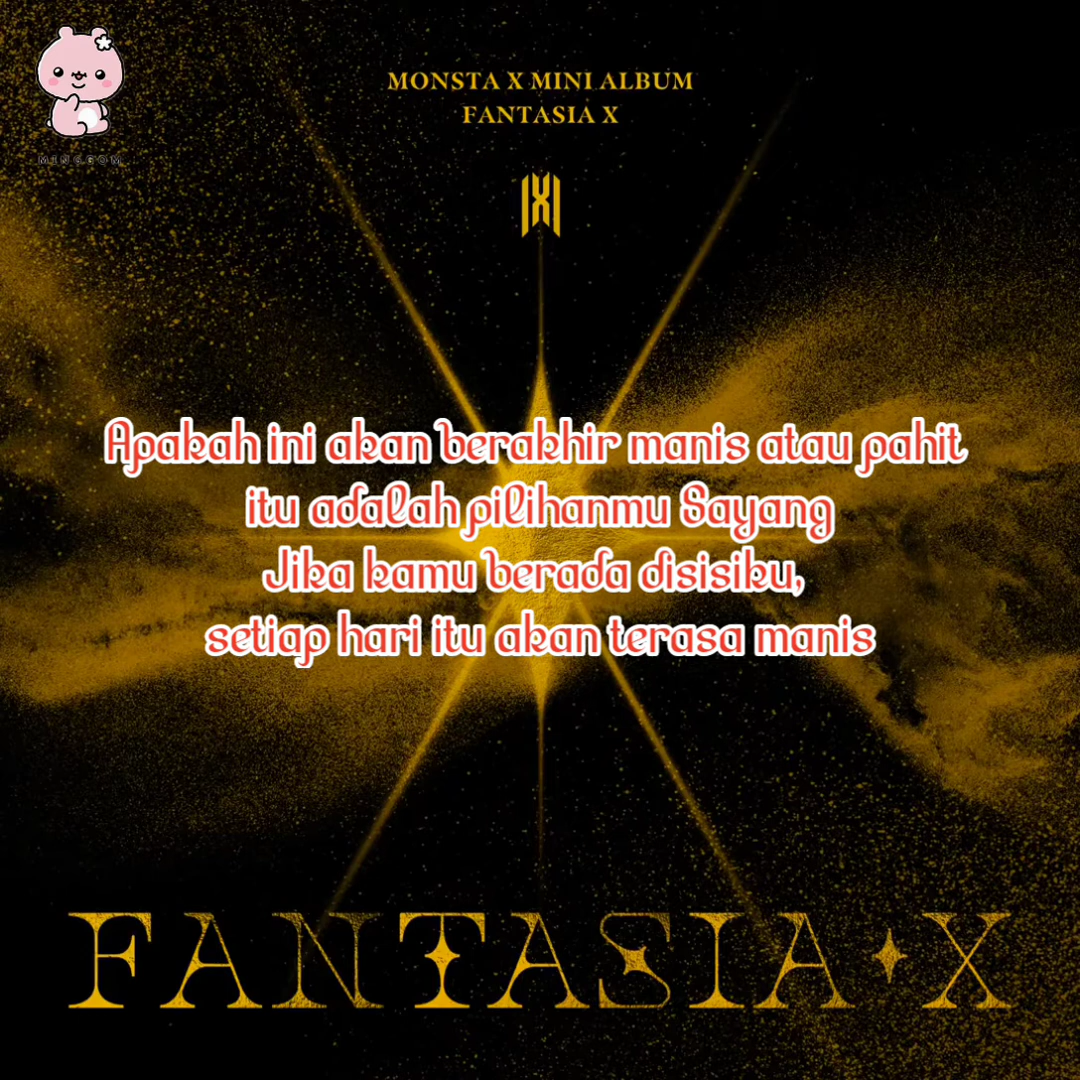 MONSTA X MINI ALBUM
FANTASIA X
MINGGOM
Apakah ini akan berakhir manis atau pahit
itu adalah pilihanmu Sayang
Jika kamu berada disisiku,
setiap hari itu akan terasa manis
FANTASIA X